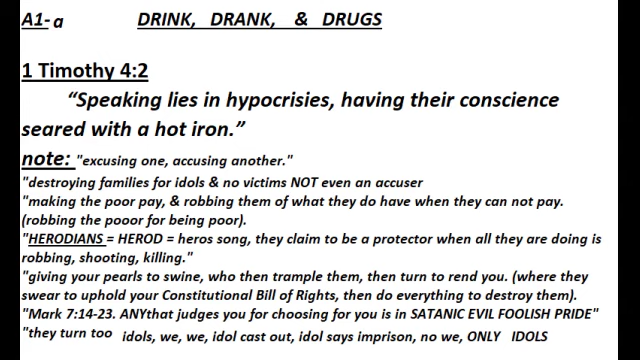 A1- a DRINK, DRANK, & DRUGS
1 Timothy 4:2
“Speaking lies in hypocrisies, having their conscience
seared with a hot iron.”
note: "excusing one, accusing another."
"destroying families for idols & no victims NOT even an accuser
"making the poor pay, & robbing them of what they do have when they can not pay.
(robbing the pooor for being poor).
"HERODIANS = HEROD = heros song, they claim to be a protector when all they are doing is
robbing, shooting, killing."
"giving your pearls to swine, who then trample them, then turn to rend you. (where they
swear to uphold your Constitutional Bill of Rights, then do everything to destroy them).
"Mark 7:14-23. ANYthat judges you for choosing for you is in SATANIC EVIL FOOLISH PRIDE"
"they turn too idols, we, we, idol cast out, idol says imprison, no we, ONLY IDOLS